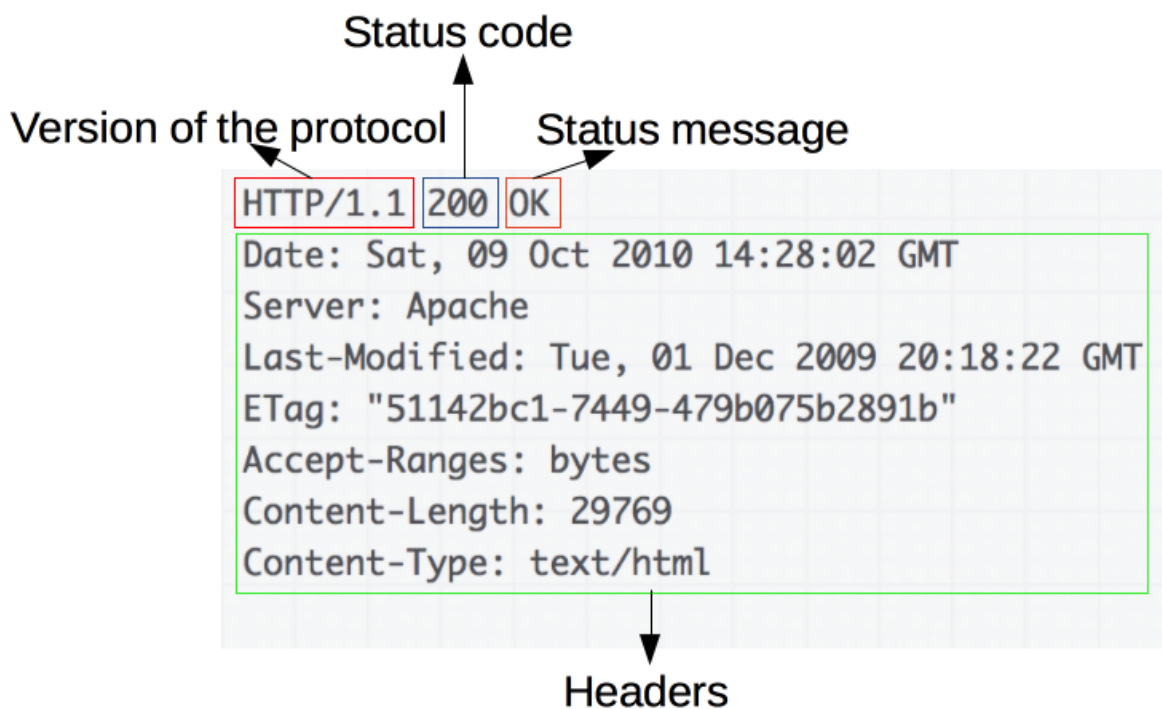 Status code
Version of the protocol
Status message
HTTP/1.1 200 OK
Date: Sat, 09 Oct 2010 14:28:02 GMT
Server: Apache
Last-Modified: Tue, 01 Dec 2009 20:18:22 GMT
ETag: "51142bc1-7449-479b075b2891b"
Accept-Ranges: bytes
Content-Length: 29769
Content-Type: text/html
Headers